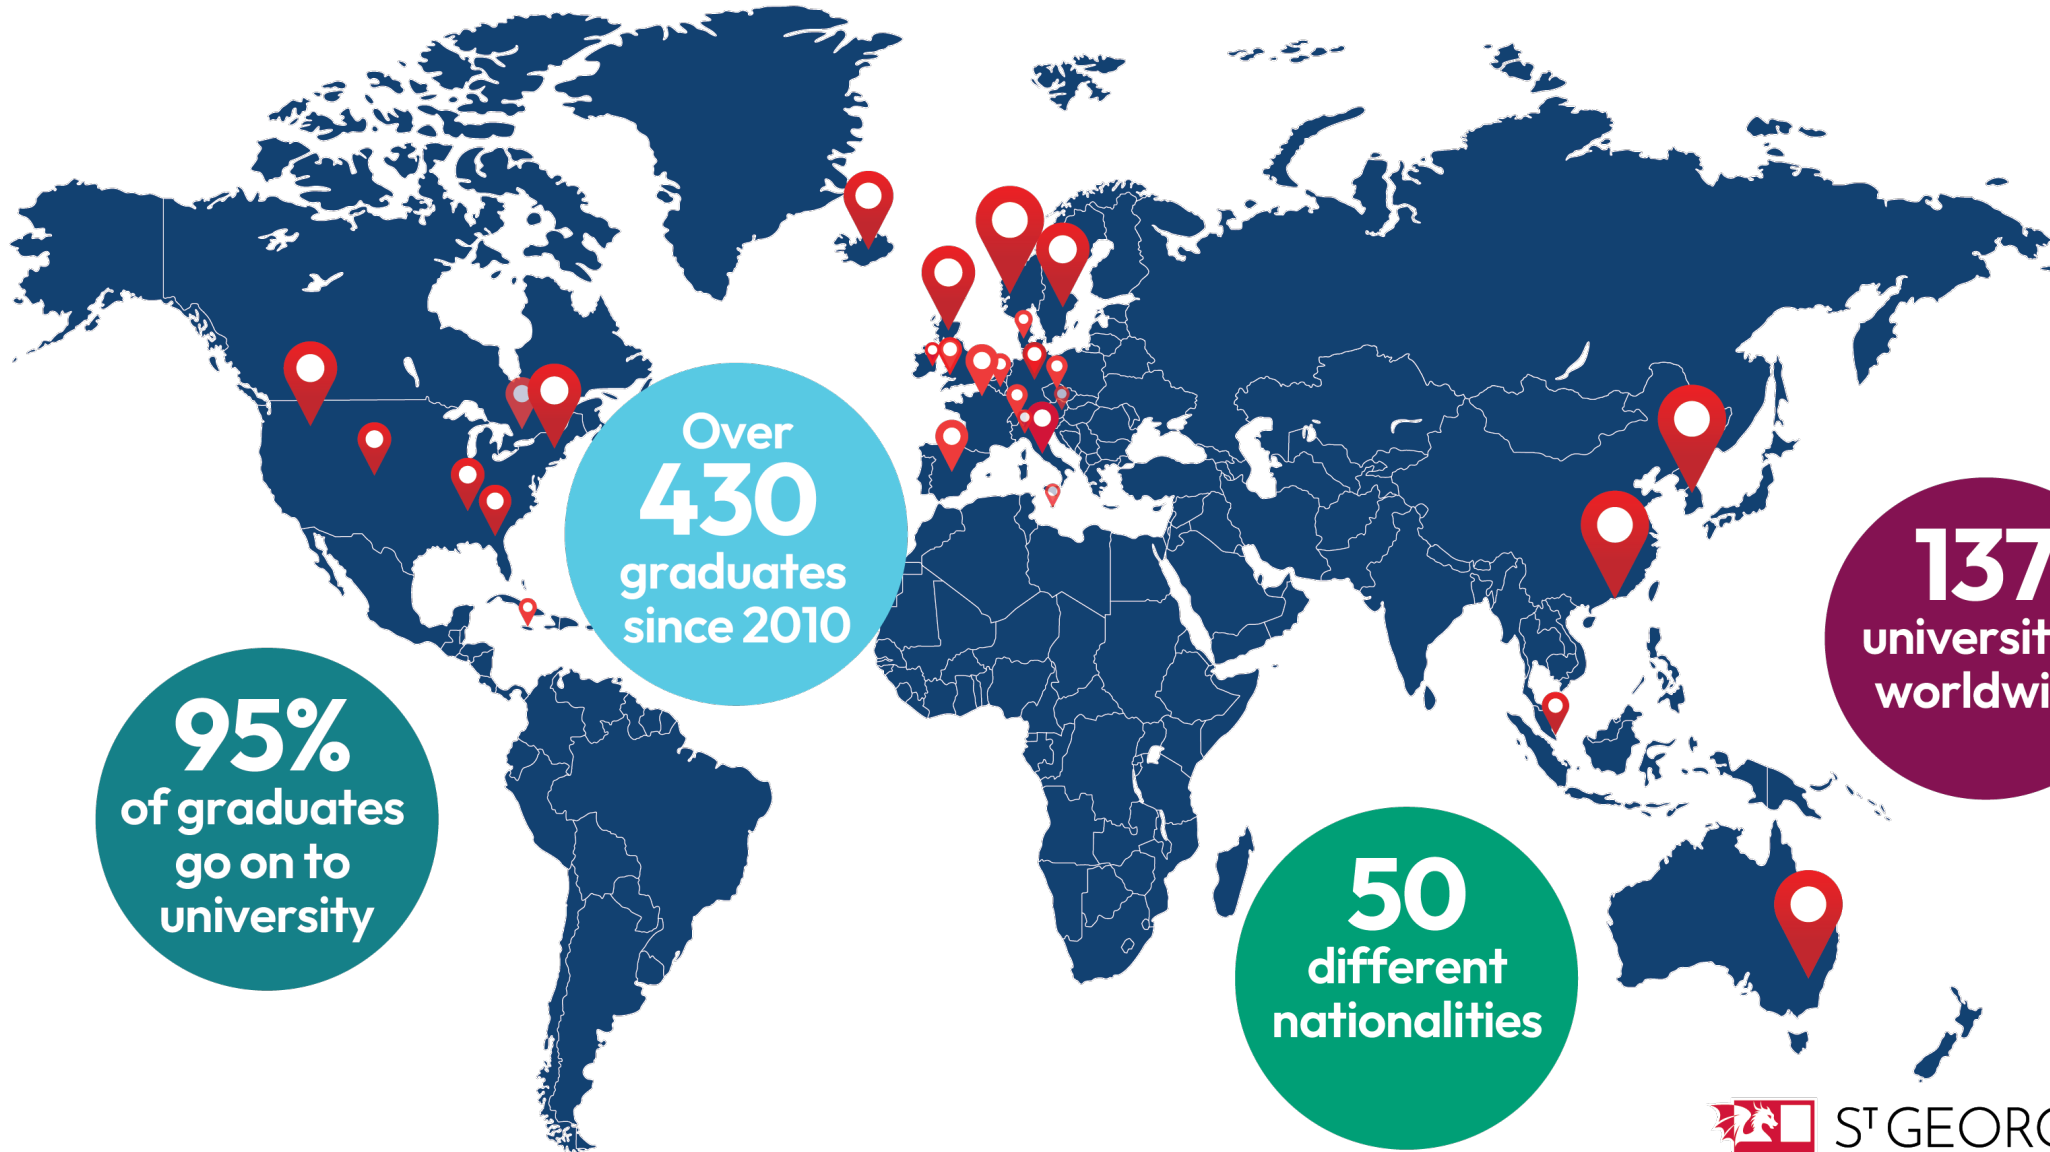 Over
430
graduates
since 2010
95%
of graduates
go on to
university
50
different
nationalities
137
universit
worldwi
ST GEORG